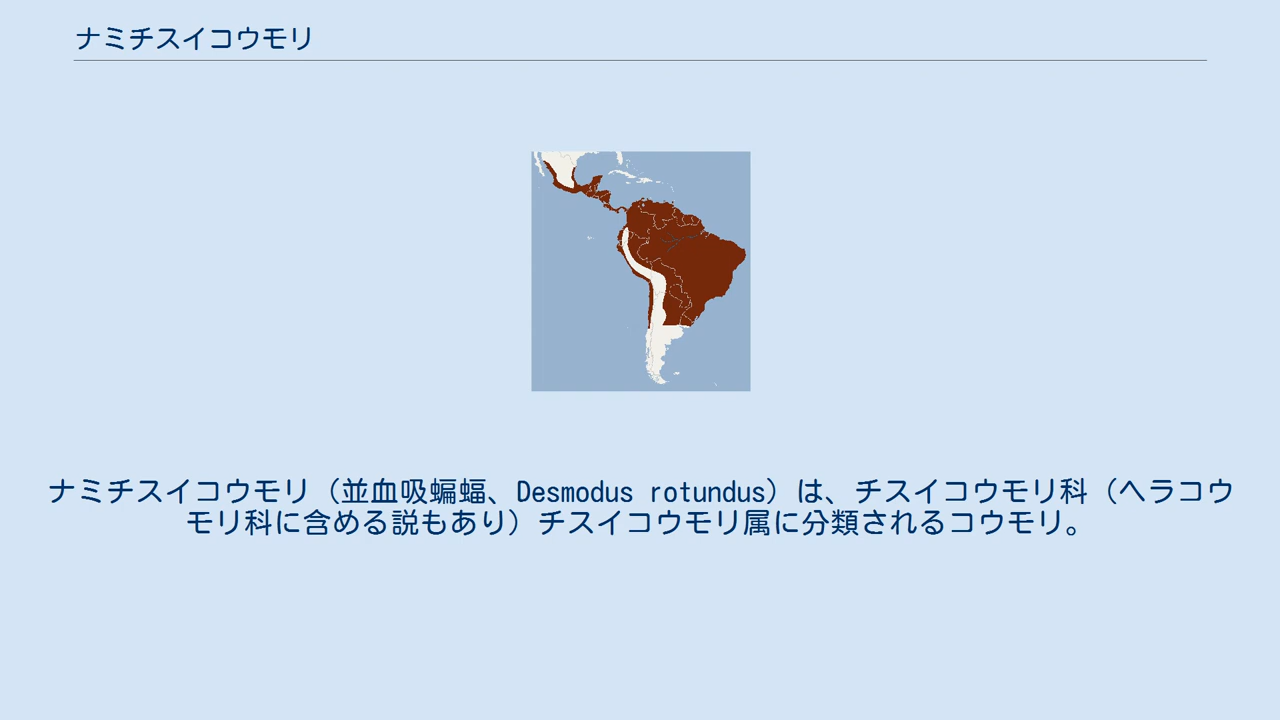 ナミチスイコウモリ
ナミチスイコウモリ（並血吸蝙蝠、Desmodus rotundus）は、チスイコウモリ科（ヘラコウ
モリ科に含める説もあり）チスイコウモリ属に分類されるコウモリ。